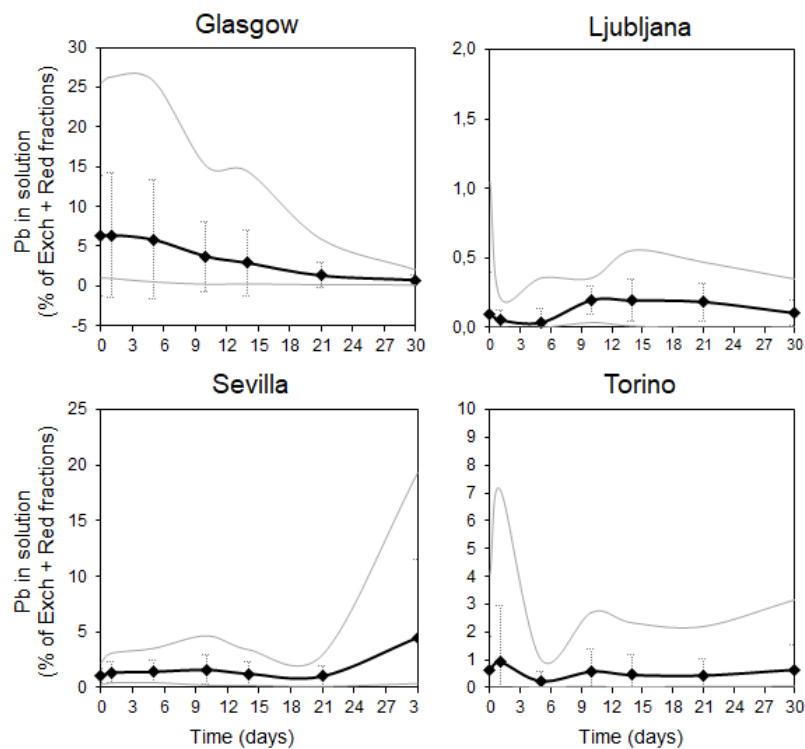 Glasgow
Ljubljana
Pb in solution
(% of Exch + Red fractions)
30
25
20
15
10
5
0
-5
0 3 6 9 12 15 18 21 24 27 30
2,0
1,5
1,0
0,5
0,0
0 3 6 9 12 15 18 21 24 27 30
Sevilla
Torino
Pb in solution
(% of Exch + Red fractions)
25
20
15
10
5
0
0 3 6 9 12 15 18 21 24 27 3
10
9
8
7
6
5
4
3
2
1
0
0 3 6 9 12 15 18 21 24 27 30
Time (days)
Time (days)